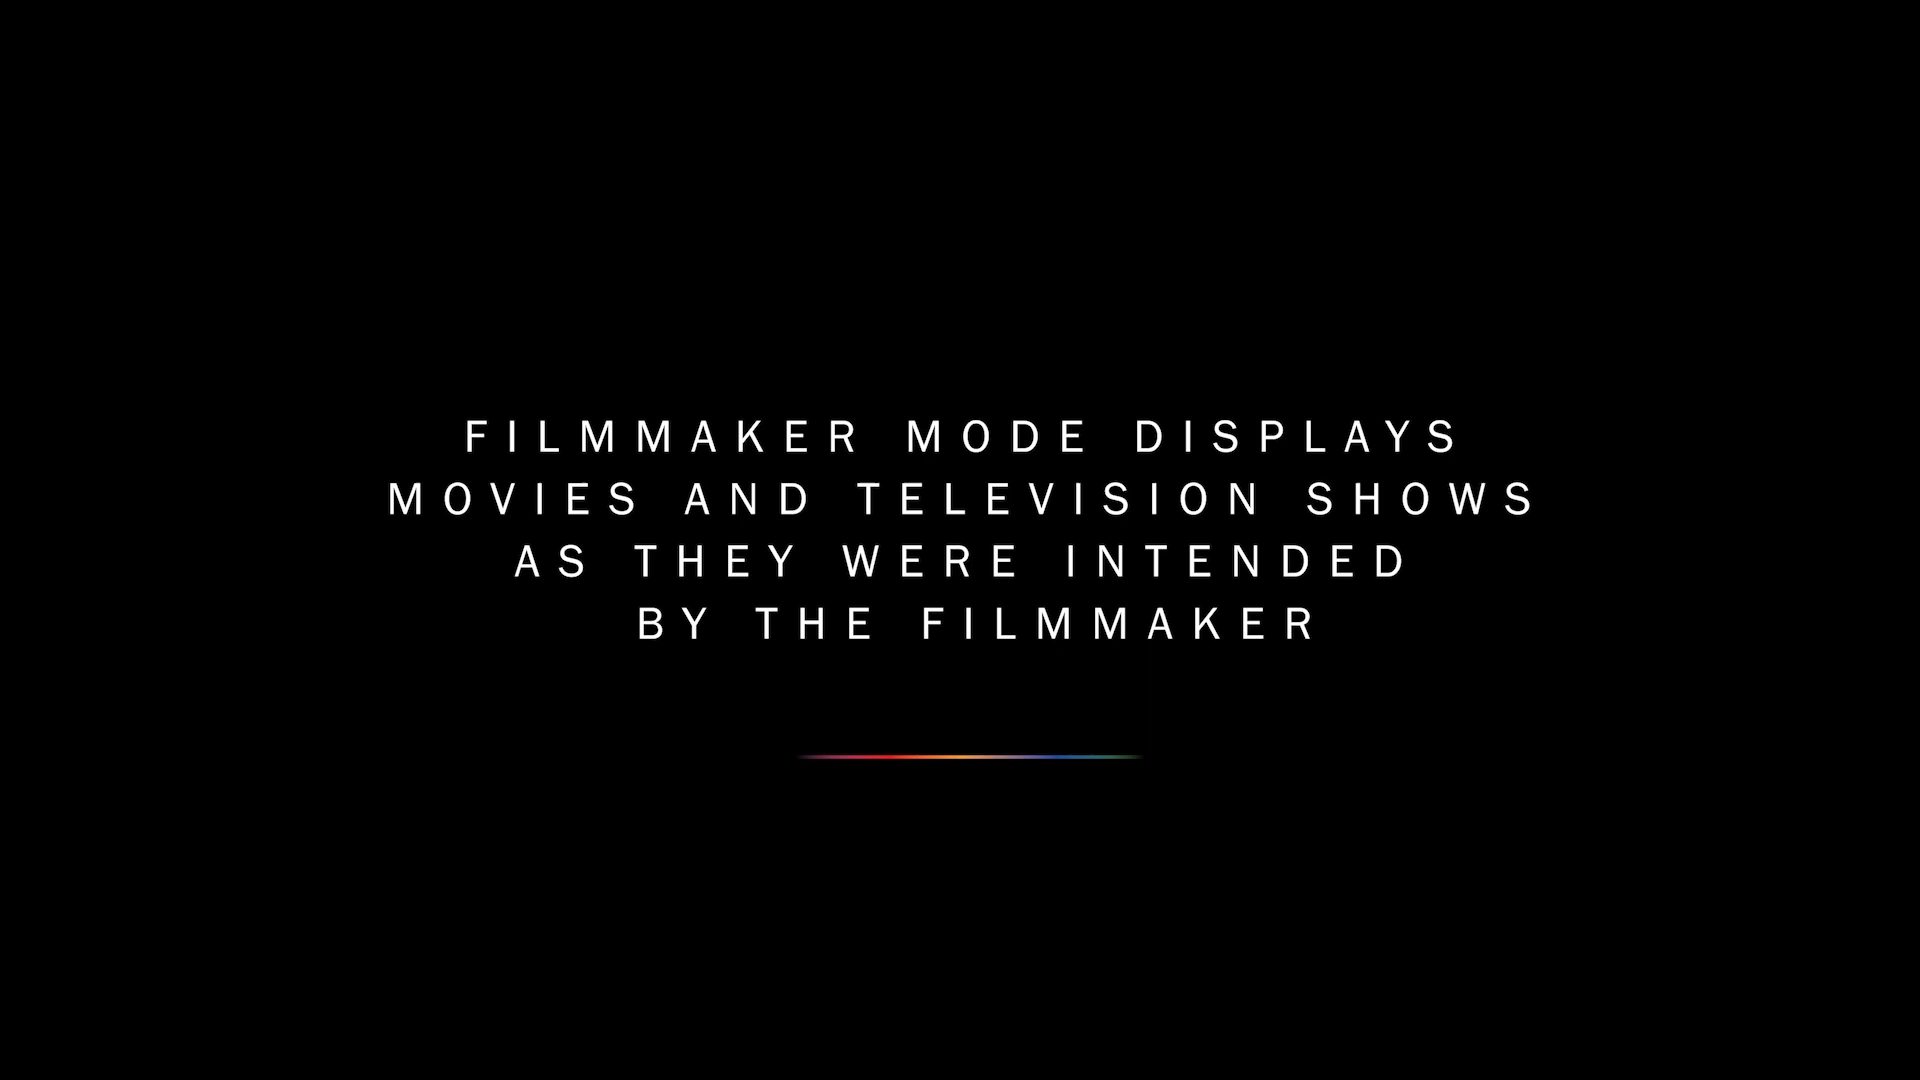 FILMMAKER MODE DISPLAYS
MOVIES AND TELEVISION SHOWS
AS THEY WERE INTENDED
BY THE FILMMAKER